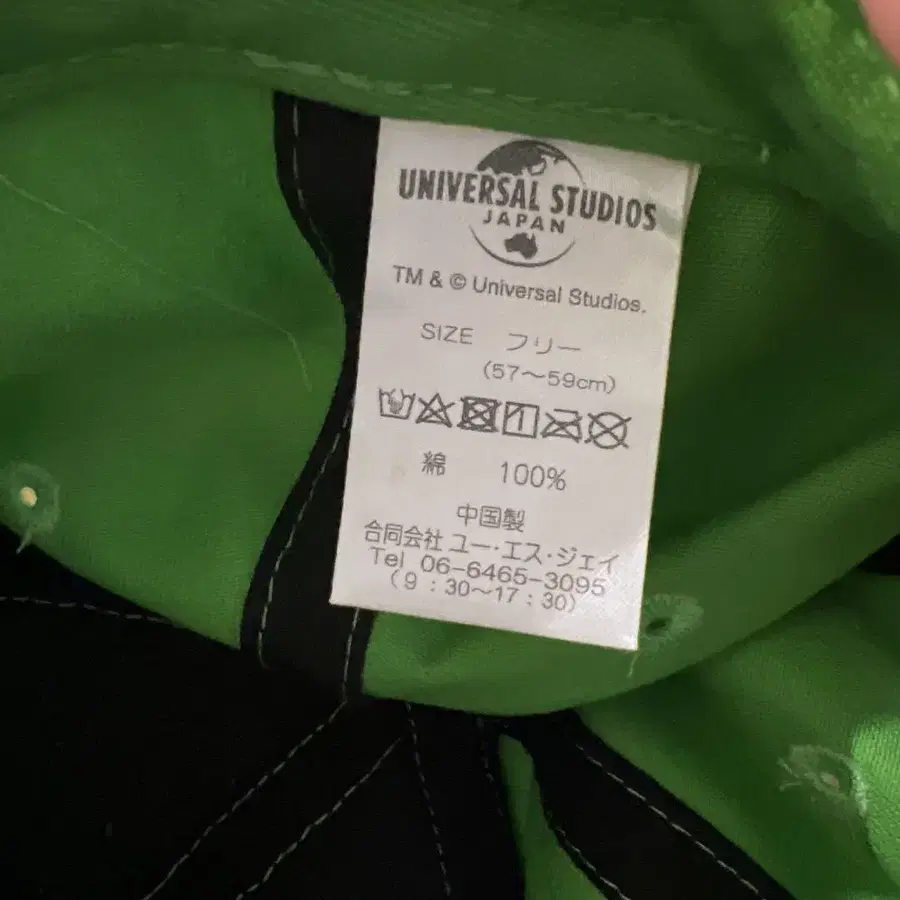 UNIVERSAL STUDIOS
JAPAN
TM & © Universal Studios.
SIZE フリー
(57～59cm)
綿 100%
中国製
合同会社 ユー・エス・ジェイ
Tel 06-6465-3095
(9：30～17：30)